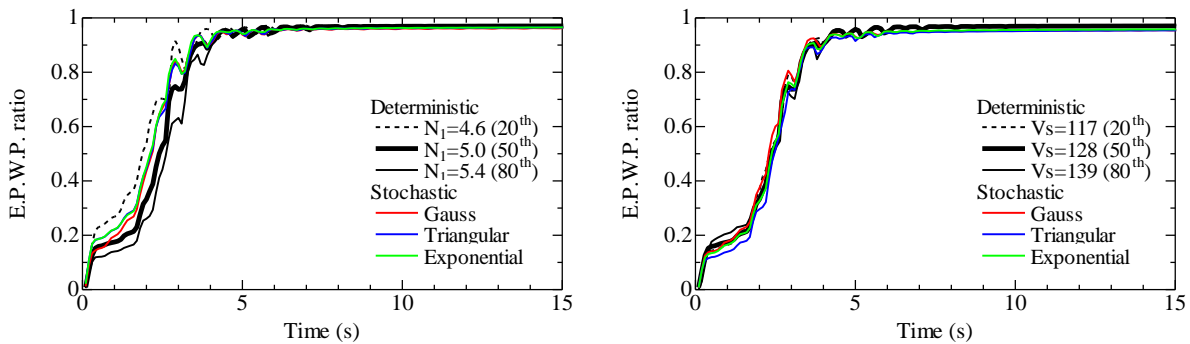 1
0.8
0.6
0.4
0.2
0
E.P.W.P. ratio
Deterministic
N₁=4.6 (20ᵗʰ)
N₁=5.0 (50ᵗʰ)
N₁=5.4 (80ᵗʰ)
Stochastic
Gauss
Triangular
Exponential
0 5 10 15
Time (s)
1
0.8
0.6
0.4
0.2
0
E.P.W.P. ratio
Deterministic
Vs=117 (20ᵗʰ)
Vs=128 (50ᵗʰ)
Vs=139 (80ᵗʰ)
Stochastic
Gauss
Triangular
Exponential
0 5 10 15
Time (s)